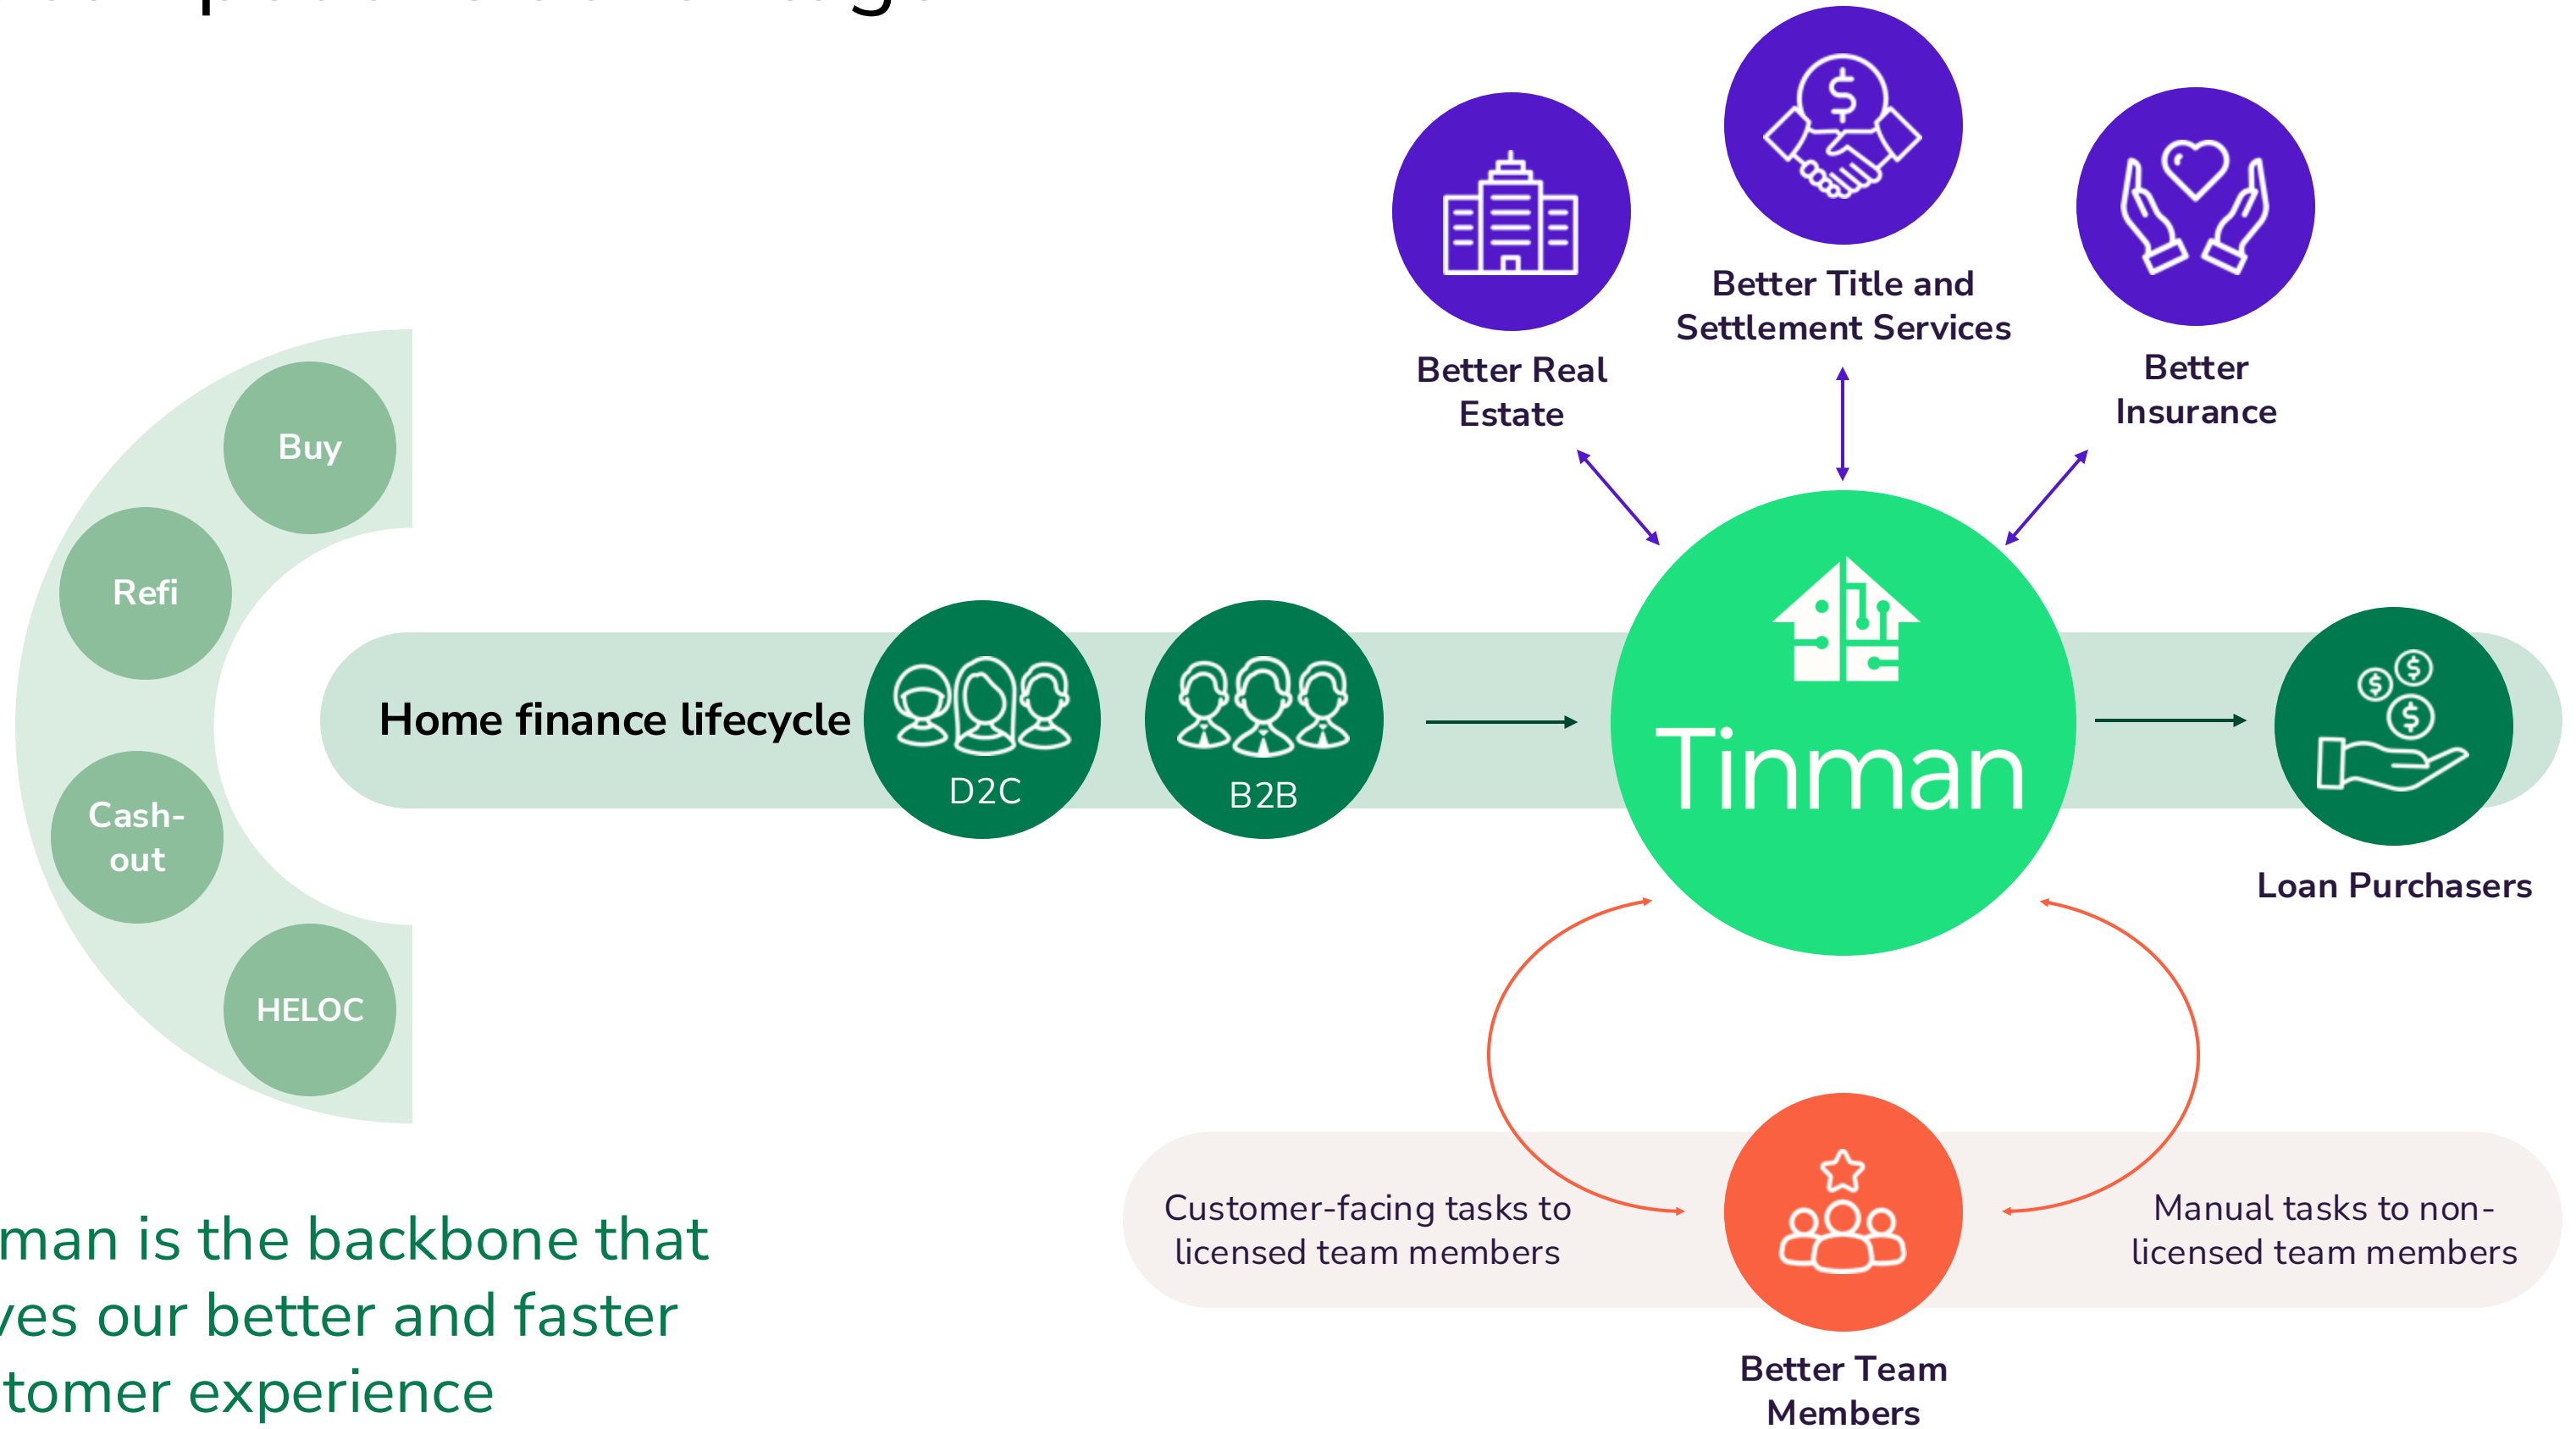 Better Title and
Settlement Services
Better Real
Estate
Better
Insurance
Buy
Refi
Cash-
out
HELOC
Home finance lifecycle
D2C
B2B
Tinman
Loan Purchasers
Customer-facing tasks to
licensed team members
Manual tasks to non-
licensed team members
Better Team
Members
man is the backbone that
ves our better and faster
tomer experience
$
$
$
$